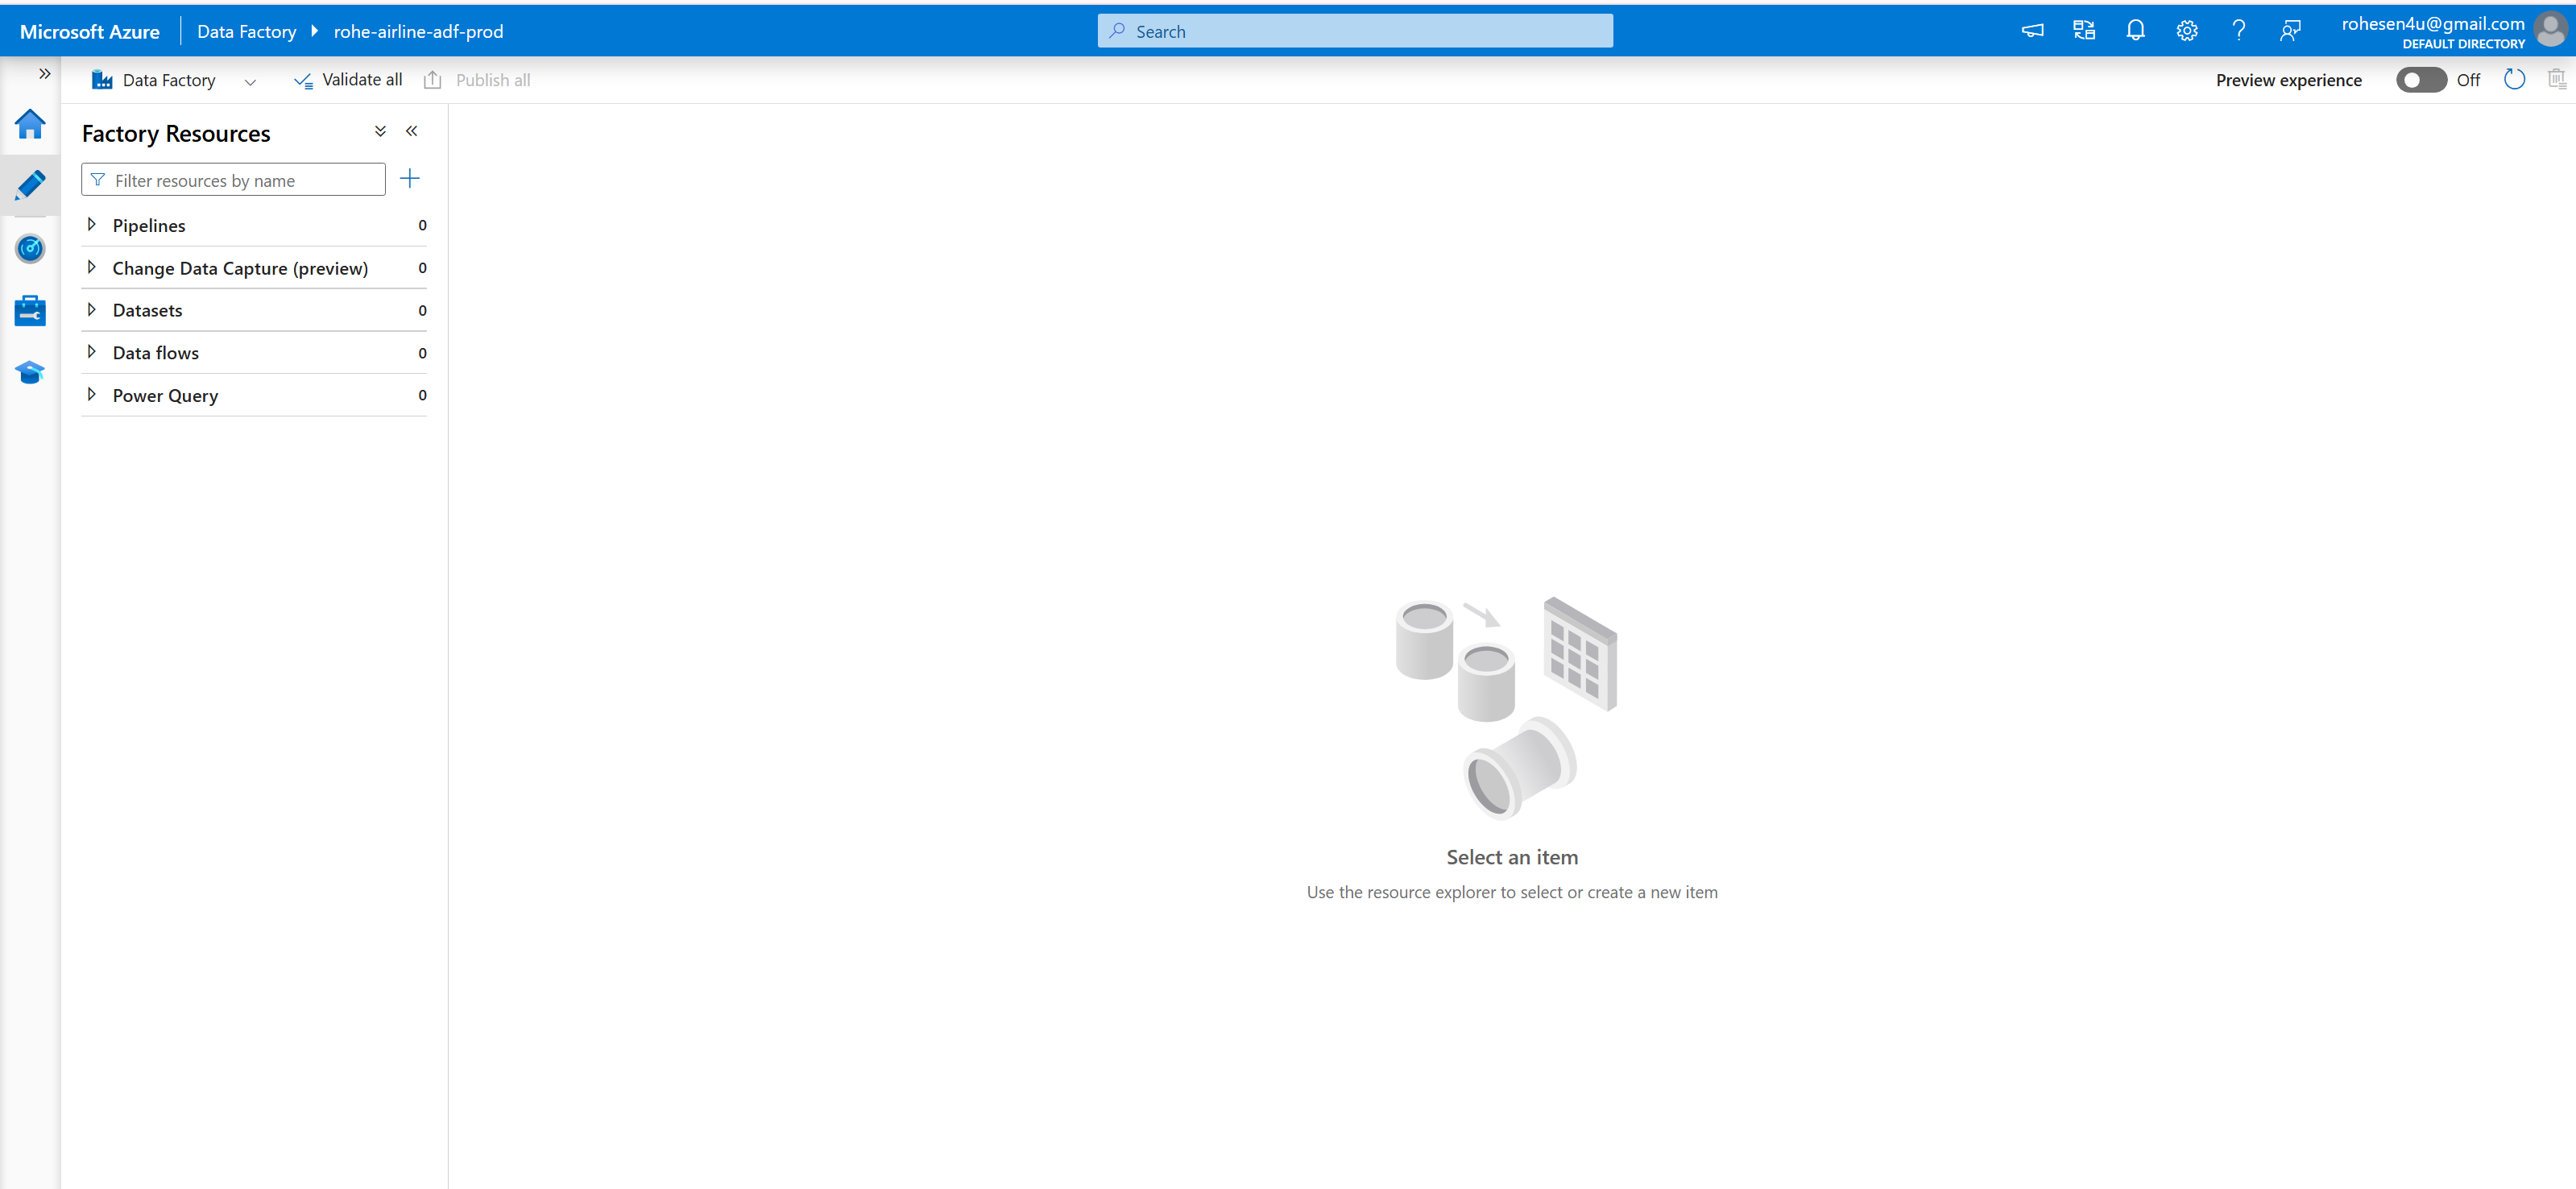 Microsoft Azure
Data Factory
rohe-airline-adf-prod
Search
rohesen4u@gmail.com
DEFAULT DIRECTORY
Data Factory
Validate all
Publish all
Preview experience
Off
Factory Resources
Filter resources by name
Pipelines 0
Change Data Capture (preview) 0
Datasets 0
Data flows 0
Power Query 0
Select an item
Use the resource explorer to select or create a new item